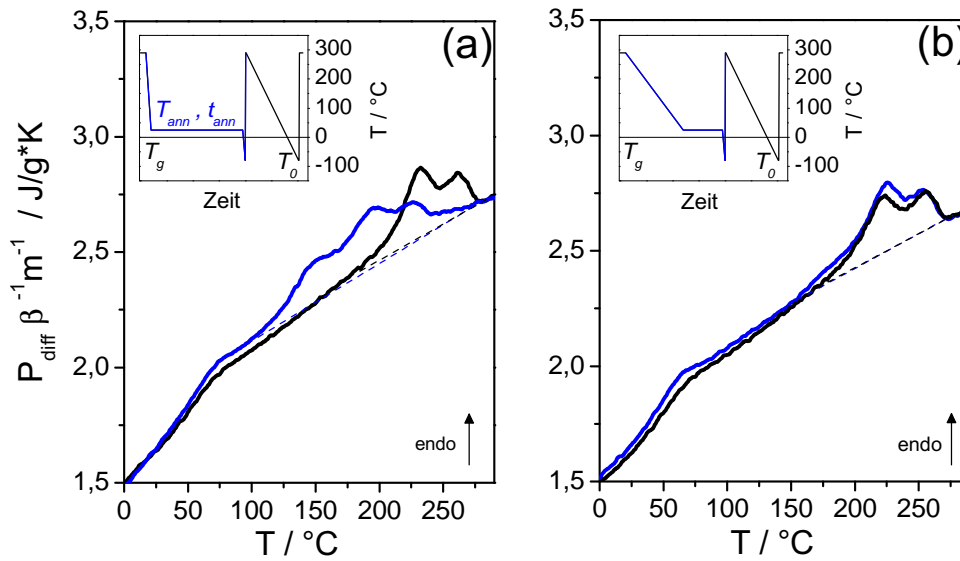 P_diff β⁻¹m⁻¹ / J/g*K
3,5
3,0
2,5
2,0
1,5
(a)
300
200
100
0
-100
T / °C
T_ann , t_ann
T_g
T_0
Zeit
endo
0 50 100 150 200 250
T / °C
3,5
3,0
2,5
2,0
1,5
(b)
300
200
100
0
-100
T / °C
T_g
T_0
Zeit
endo
0 50 100 150 200 250
T / °C